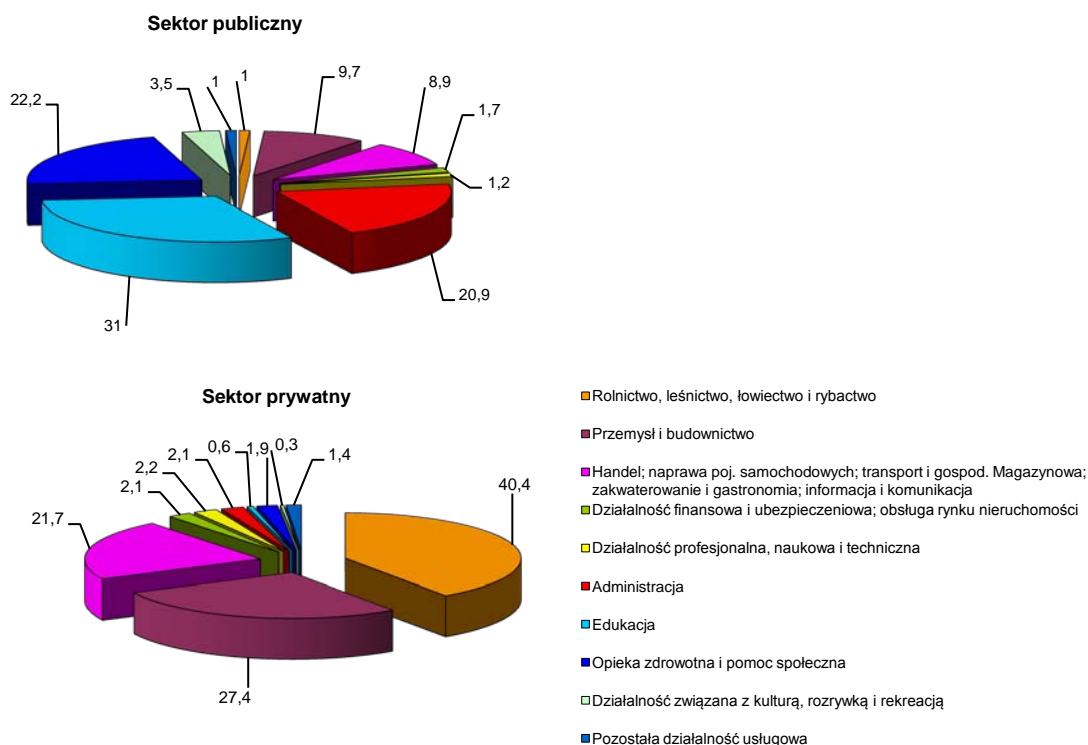 Sektor publiczny
22,2
3,5
1
1
9,7
8,9
1,7
1,2
20,9
31
Sektor prywatny
21,7
2,1
2,2
2,1
0,6
1,9
0,3
1,4
40,4
27,4
Rolnictwo, leśnictwo, łowiectwo i rybactwo
Przemysł i budownictwo
Handel; naprawa poj. samochodowych; transport i gospod. Magazynowa;
zakwaterowanie i gastronomia; informacja i komunikacja
Działalność finansowa i ubezpieczeniowa; obsługa rynku nieruchomości
Działalność profesjonalna, naukowa i techniczna
Administracja
Edukacja
Opieka zdrowotna i pomoc społeczna
Działalność związana z kulturą, rozrywką i rekreacją
Pozostała działalność usługowa